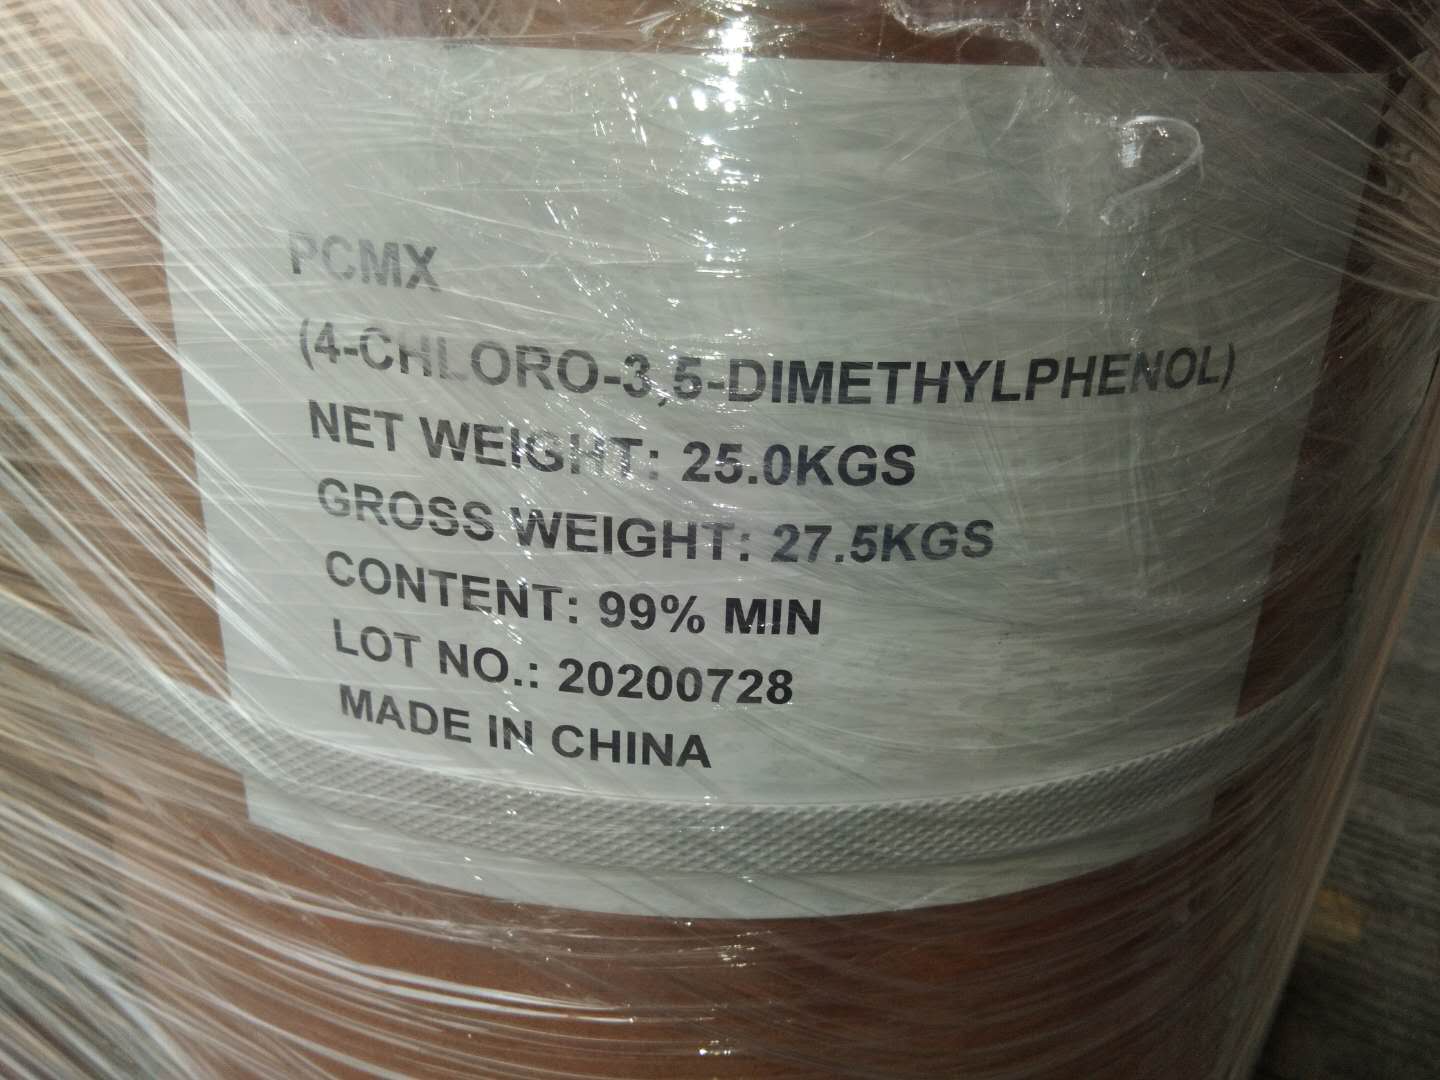 PCMX
(4-CHLORO-3,5-DIMETHYLPHENOL)
NET WEIGHT: 25.0KGS
GROSS WEIGHT: 27.5KGS
CONTENT: 99% MIN
LOT NO.: 20200728
MADE IN CHINA